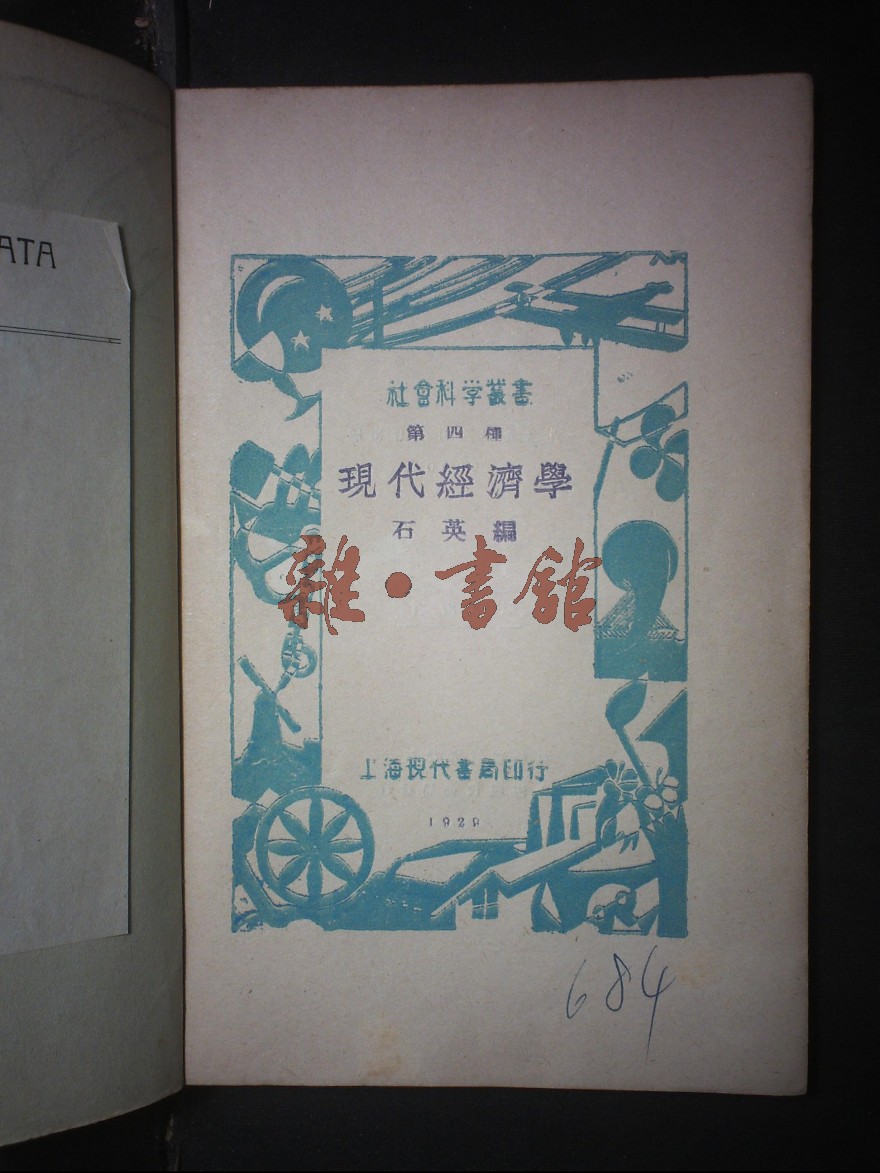 ATA
社會科学叢書
第四種
現代經濟學
石英編
雜·書館
上海現代書局印行
1929
684